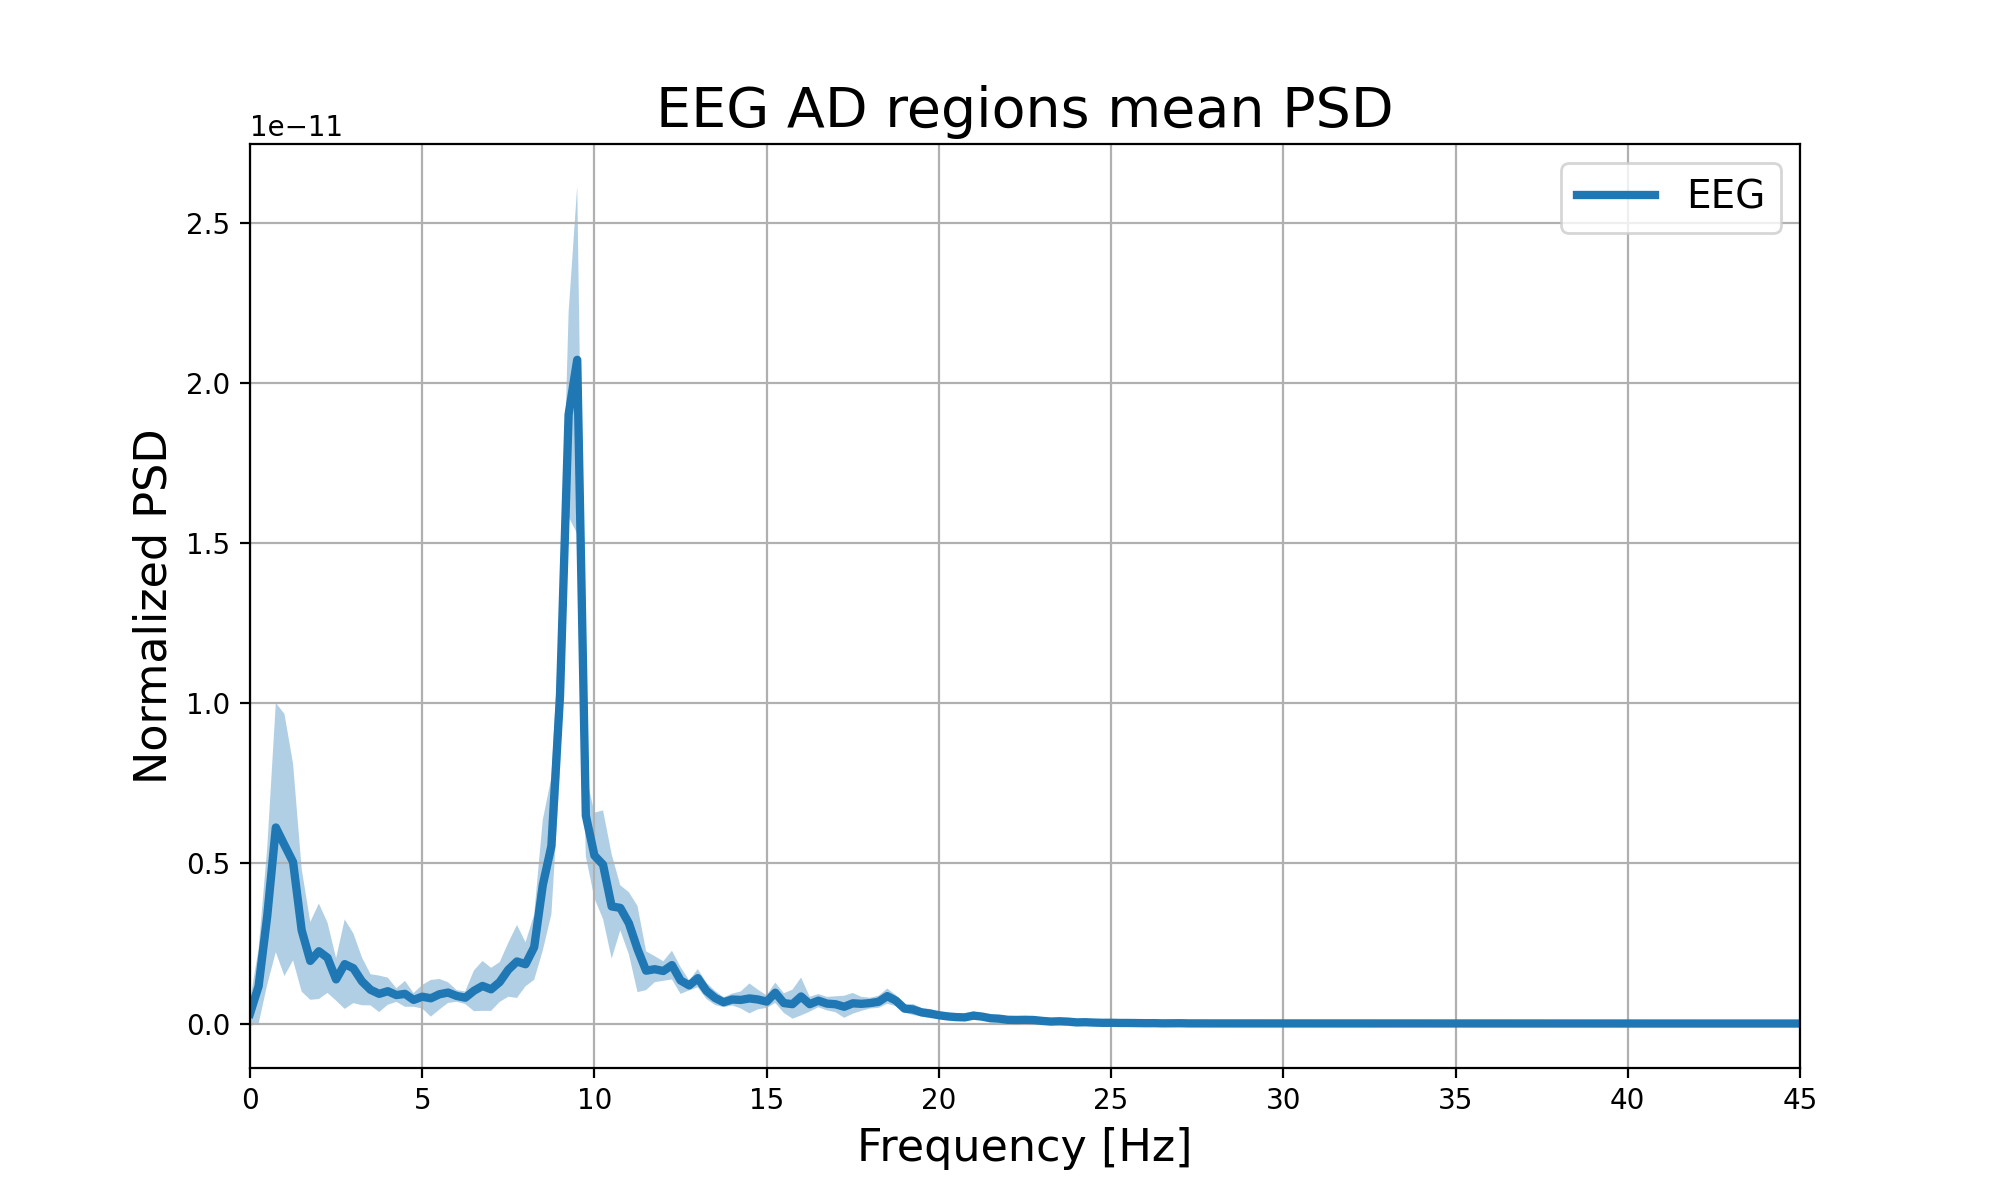 EEG AD regions mean PSD
1e−11
EEG
2.5
2.0
1.5
1.0
0.5
0.0
Normalized PSD
0 5 10 15 20 25 30 35 40 45
Frequency [Hz]